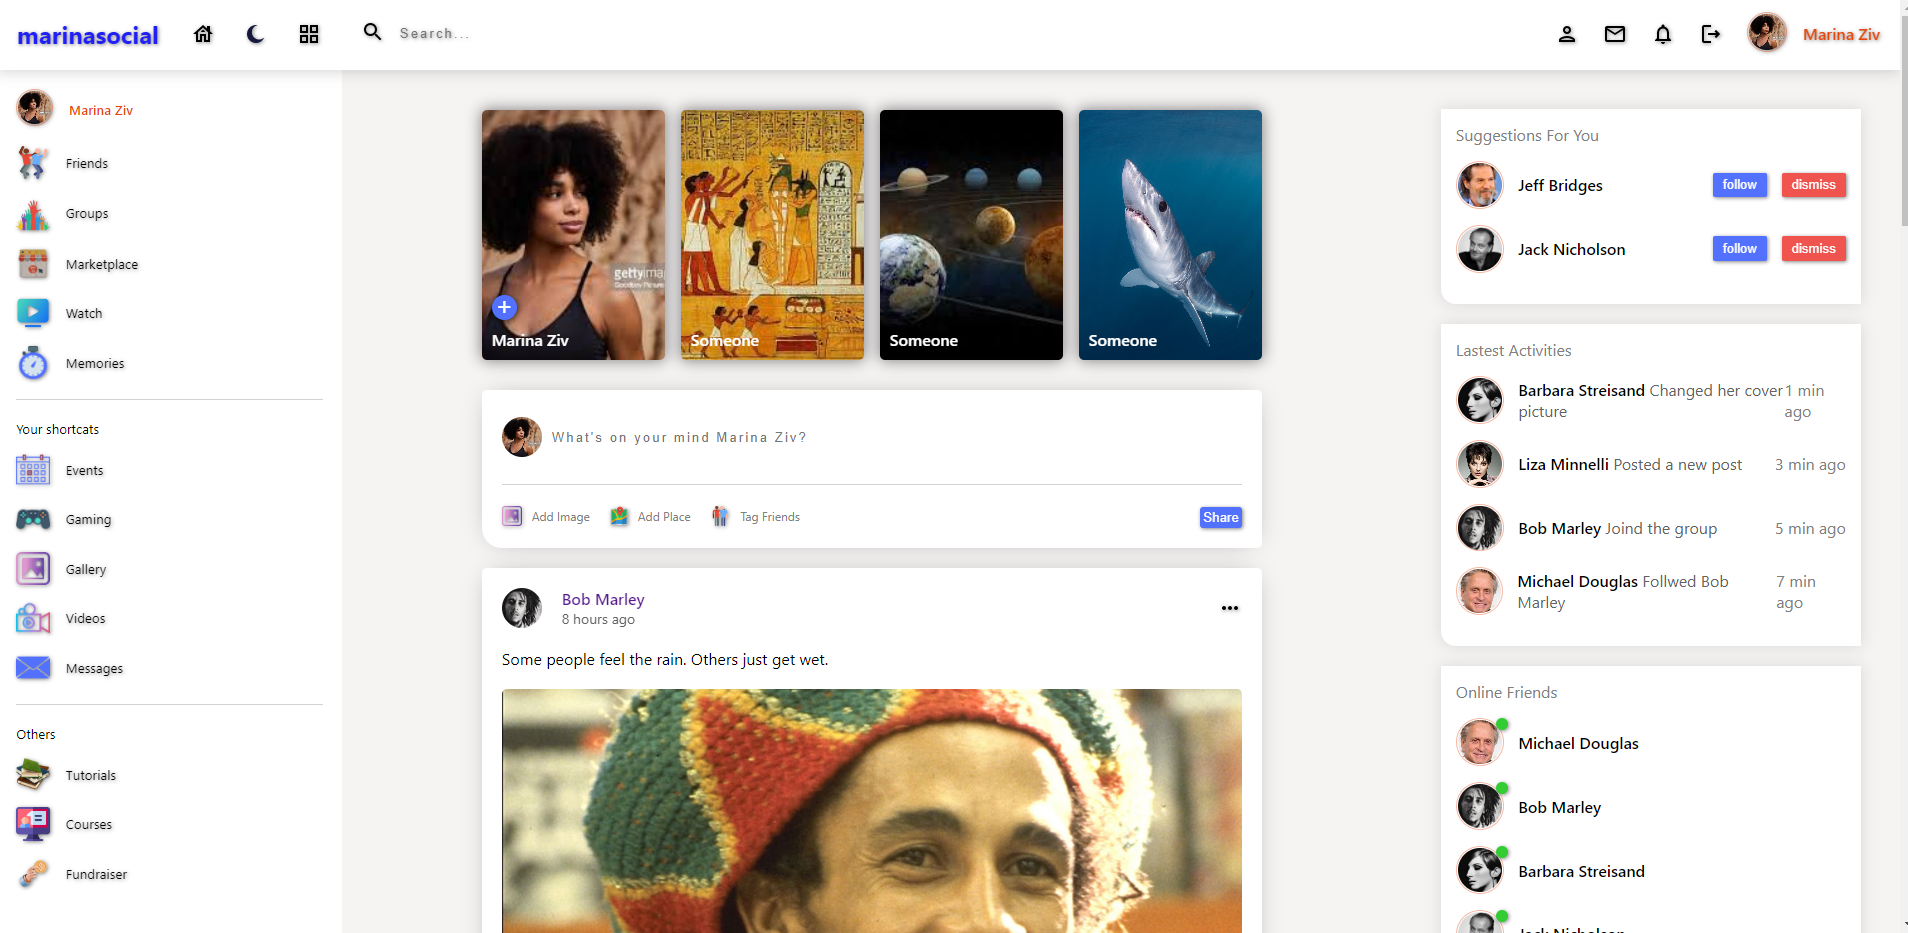 marinasocial
Search...
Marina Ziv
Marina Ziv
Friends
Groups
Marketplace
Watch
Memories
Your shortcats
Events
Gaming
Gallery
Videos
Messages
Others
Tutorials
Courses
Fundraiser
gettyima
Marina Ziv
Someone
Someone
Someone
What's on your mind Marina Ziv?
Add Image
Add Place
Tag Friends
Share
Bob Marley
8 hours ago
Some people feel the rain. Others just get wet.
Suggestions For You
Jeff Bridges
follow
dismiss
Jack Nicholson
follow
dismiss
Lastest Activities
Barbara Streisand Changed her cover
picture
1 min
ago
Liza Minnelli Posted a new post
3 min ago
Bob Marley Joind the group
5 min ago
Michael Douglas Follwed Bob
Marley
7 min
ago
Online Friends
Michael Douglas
Bob Marley
Barbara Streisand
Jack Nicholson